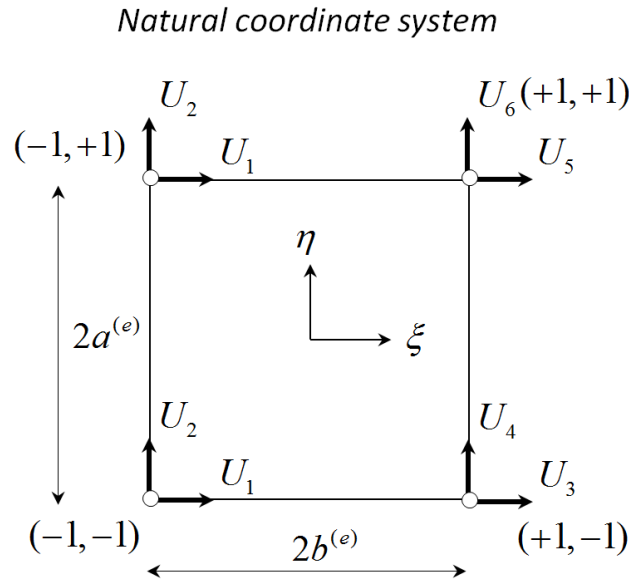 Natural coordinate system
U₂ U₆(+1,+1)
(−1,+1) U₁ U₅
η
2a⁽ᵉ⁾ ξ
U₂ U₄
U₁ U₃
(−1,−1) 2b⁽ᵉ⁾ (+1,−1)